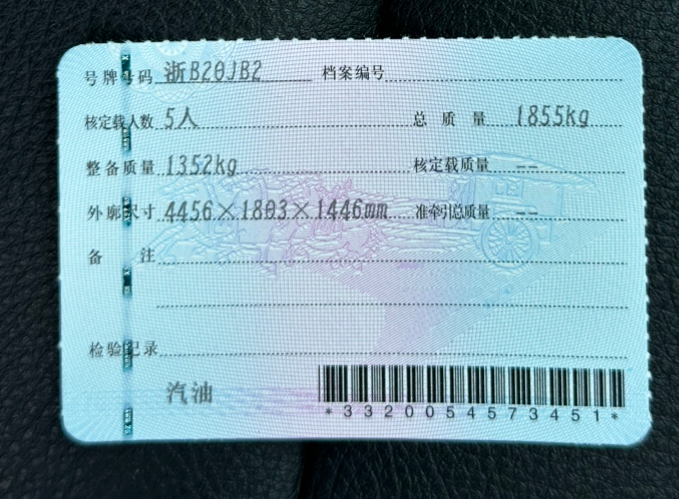 号牌号码 浙B20JB2 档案编号
核定载人数 5人 总质量 1855kg
整备质量 1352kg 核定载质量 --
外廓尺寸 4456×1803×1446mm 准牵引总质量 --
备注
检验记录
汽油
*3320054573451*